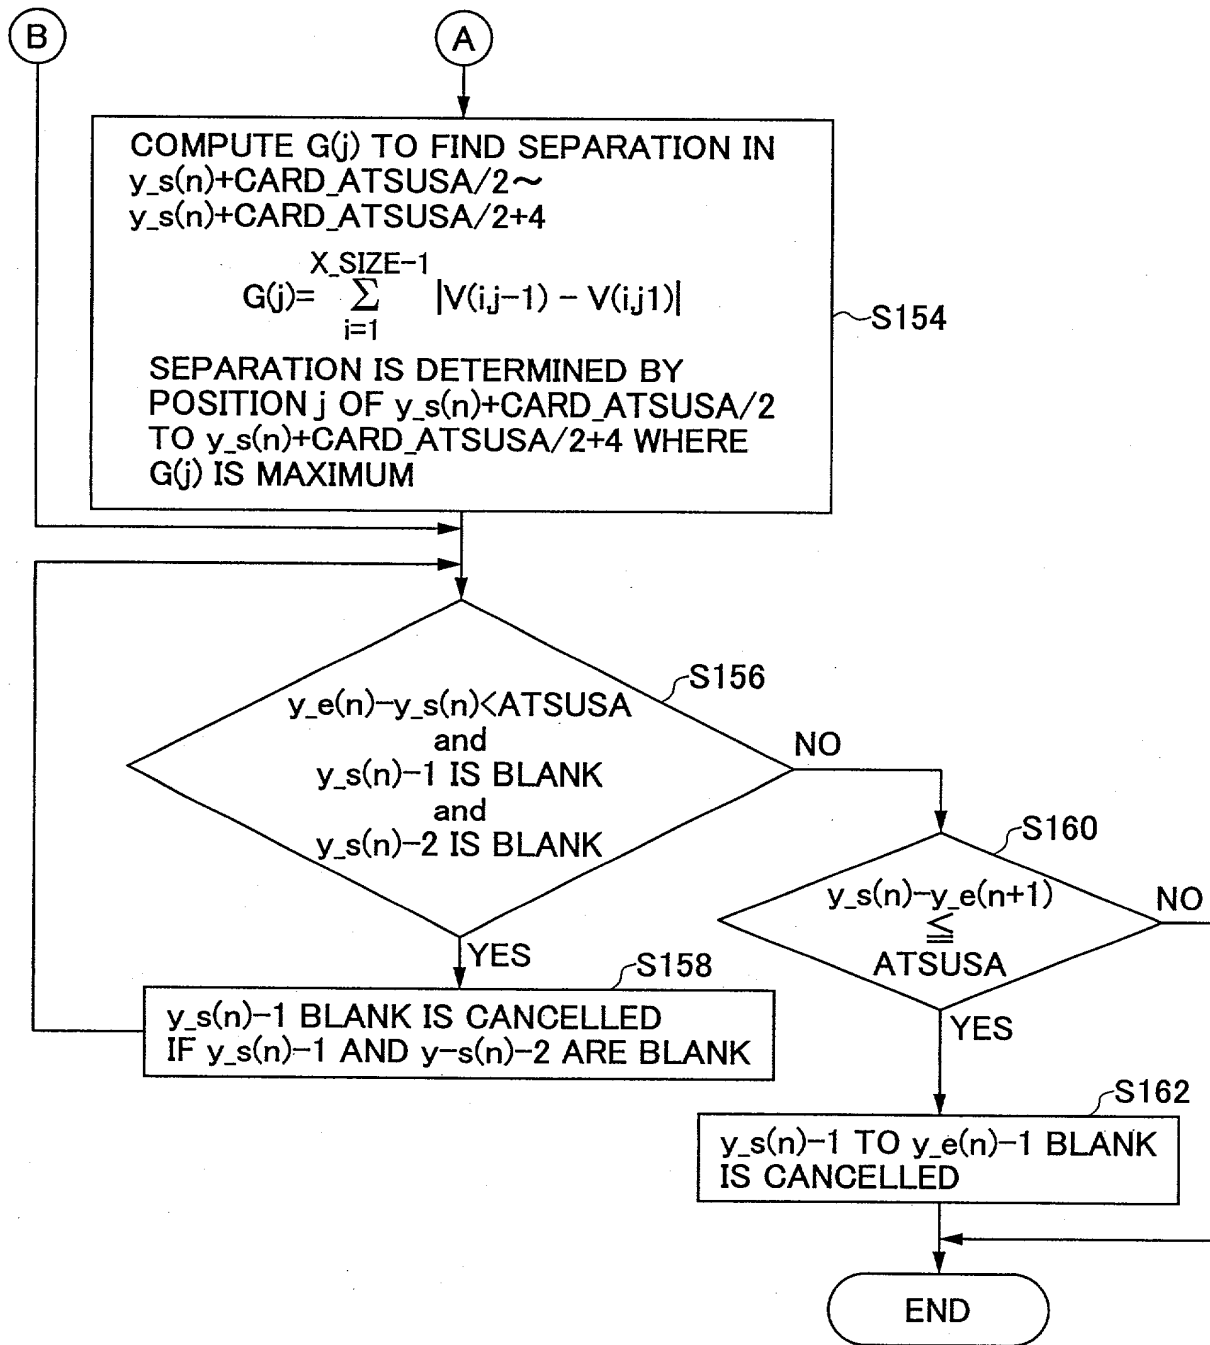 B
A
COMPUTE G(j) TO FIND SEPARATION IN
y_s(n)+CARD_ATSUSA/2~
y_s(n)+CARD_ATSUSA/2+4
X_SIZE-1
G(j)= Σ |V(i,j-1) - V(i,j1)|
i=1
SEPARATION IS DETERMINED BY
POSITION j OF y_s(n)+CARD_ATSUSA/2
TO y_s(n)+CARD_ATSUSA/2+4 WHERE
G(j) IS MAXIMUM
S154
S156
y_e(n)-y_s(n)<ATSUSA
and
y_s(n)-1 IS BLANK
and
y_s(n)-2 IS BLANK
NO
YES
S158
y_s(n)-1 BLANK IS CANCELLED
IF y_s(n)-1 AND y-s(n)-2 ARE BLANK
S160
y_s(n)-y_e(n+1)
≦
ATSUSA
NO
YES
S162
y_s(n)-1 TO y_e(n)-1 BLANK
IS CANCELLED
END